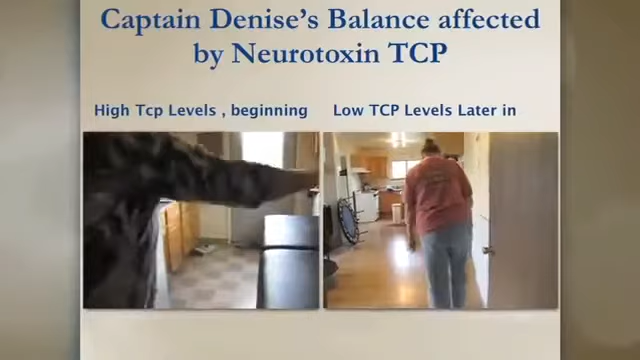 Captain Denise's Balance affected
by Neurotoxin TCP
High Tcp Levels , beginning
Low TCP Levels Later in